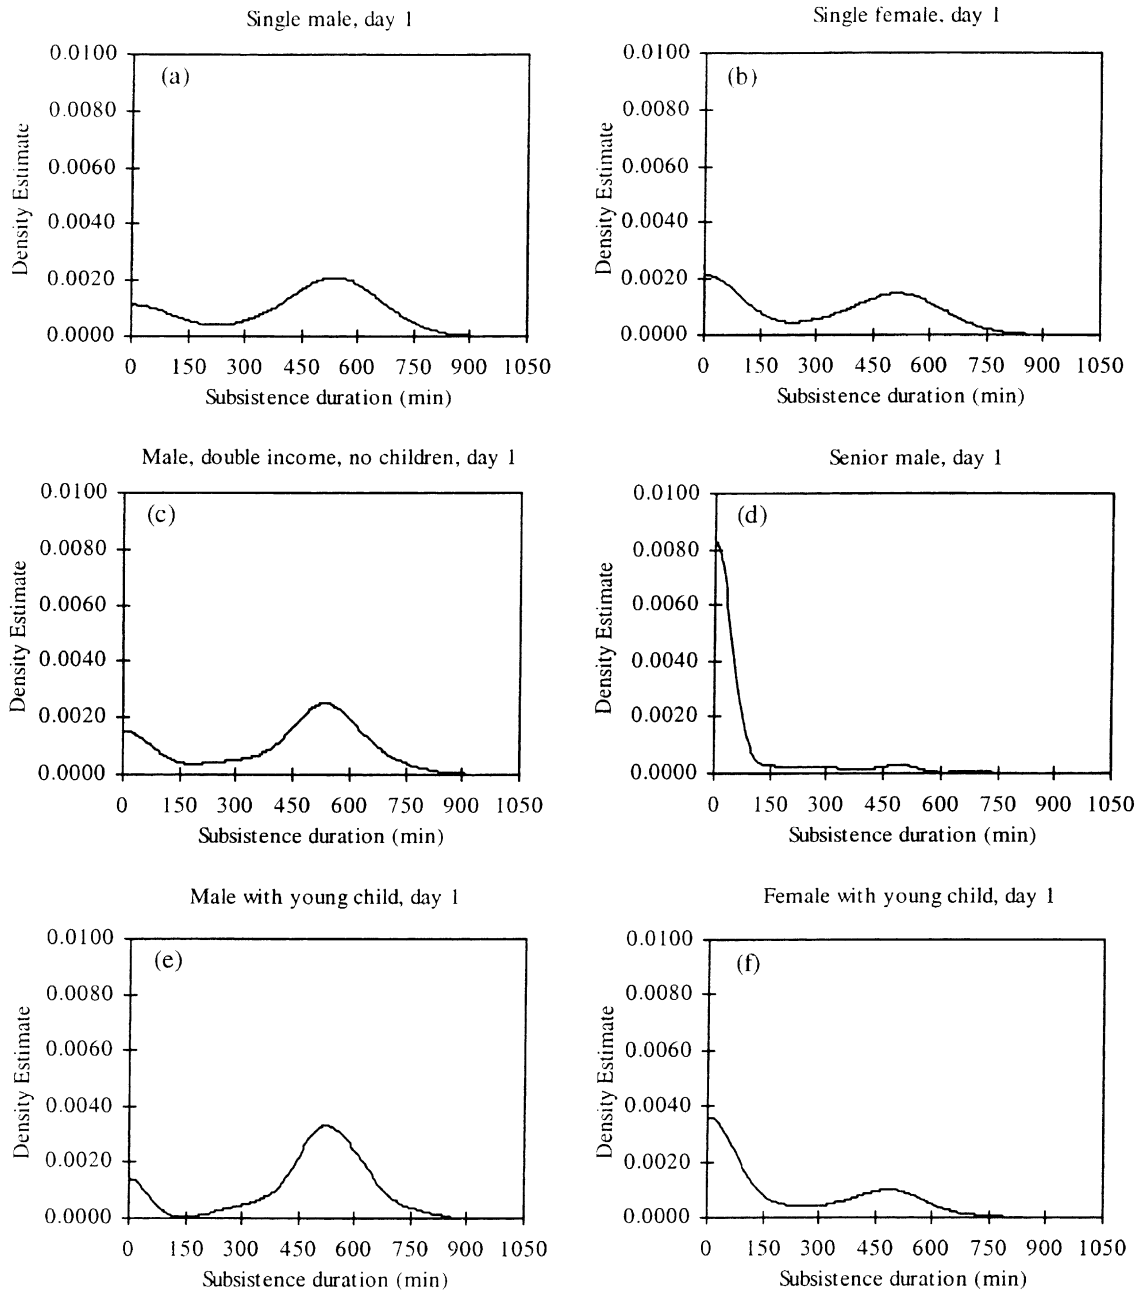 Single male, day 1
0.0100
(a)
0.0080
0.0060
0.0040
0.0020
0.0000
Density Estimate
0 150 300 450 600 750 900 1050
Subsistence duration (min)
Single female, day 1
0.0100
(b)
0.0080
0.0060
0.0040
0.0020
0.0000
Density Estimate
0 150 300 450 600 750 900 1050
Subsistence duration (min)
Male, double income, no children, day 1
0.0100
(c)
0.0080
0.0060
0.0040
0.0020
0.0000
Density Estimate
0 150 300 450 600 750 900 1050
Subsistence duration (min)
Senior male, day 1
0.0100
(d)
0.0080
0.0060
0.0040
0.0020
0.0000
Density Estimate
0 150 300 450 600 750 900 1050
Subsistence duration (min)
Male with young child, day 1
0.0100
(e)
0.0080
0.0060
0.0040
0.0020
0.0000
Density Estimate
0 150 300 450 600 750 900 1050
Subsistence duration (min)
Female with young child, day 1
0.0100
(f)
0.0080
0.0060
0.0040
0.0020
0.0000
Density Estimate
0 150 300 450 600 750 900 1050
Subsistence duration (min)